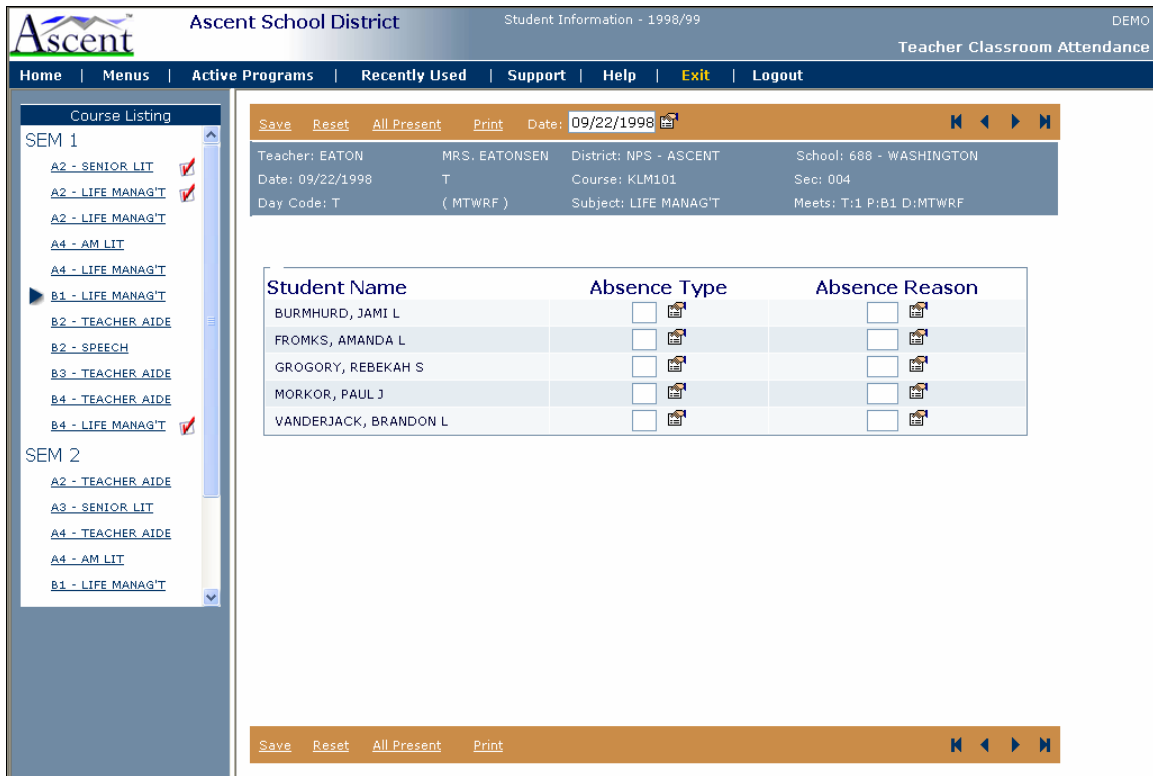 Ascent™ Ascent School District Student Information - 1998/99 DEMO
Teacher Classroom Attendance
Home | Menus | Active Programs | Recently Used | Support | Help | Exit | Logout
Course Listing
SEM 1
A2 - SENIOR LIT
A2 - LIFE MANAG'T
A2 - LIFE MANAG'T
A4 - AM LIT
A4 - LIFE MANAG'T
B1 - LIFE MANAG'T
B2 - TEACHER AIDE
B2 - SPEECH
B3 - TEACHER AIDE
B4 - TEACHER AIDE
B4 - LIFE MANAG'T
SEM 2
A2 - TEACHER AIDE
A3 - SENIOR LIT
A4 - TEACHER AIDE
A4 - AM LIT
B1 - LIFE MANAG'T
Save Reset All Present Print Date: 09/22/1998
Teacher: EATON MRS. EATONSEN District: NPS - ASCENT School: 688 - WASHINGTON
Date: 09/22/1998 T Course: KLM101 Sec: 004
Day Code: T ( MTWRF ) Subject: LIFE MANAG'T Meets: T:1 P:B1 D:MTWRF
Student Name Absence Type Absence Reason
BURMHURD, JAMI L
FROMKS, AMANDA L
GROGORY, REBEKAH S
MORKOR, PAUL J
VANDERJACK, BRANDON L
Save Reset All Present Print